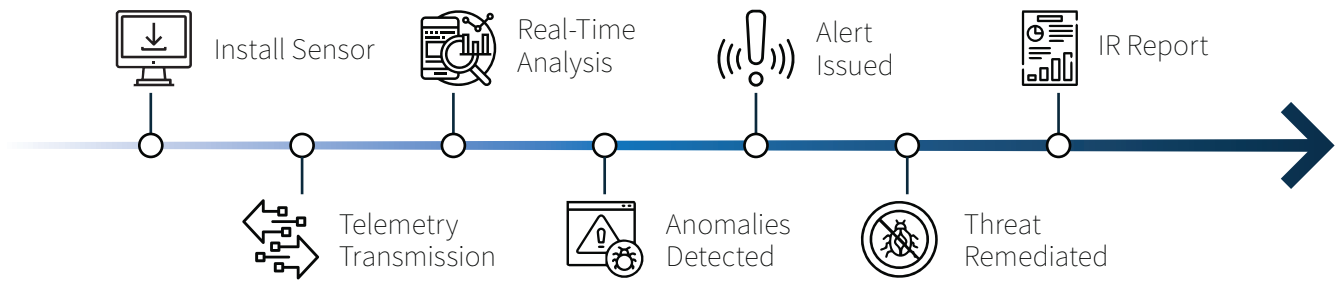 Install Sensor
Real-Time
Analysis
Alert
Issued
IR Report
Telemetry
Transmission
Anomalies
Detected
Threat
Remediated